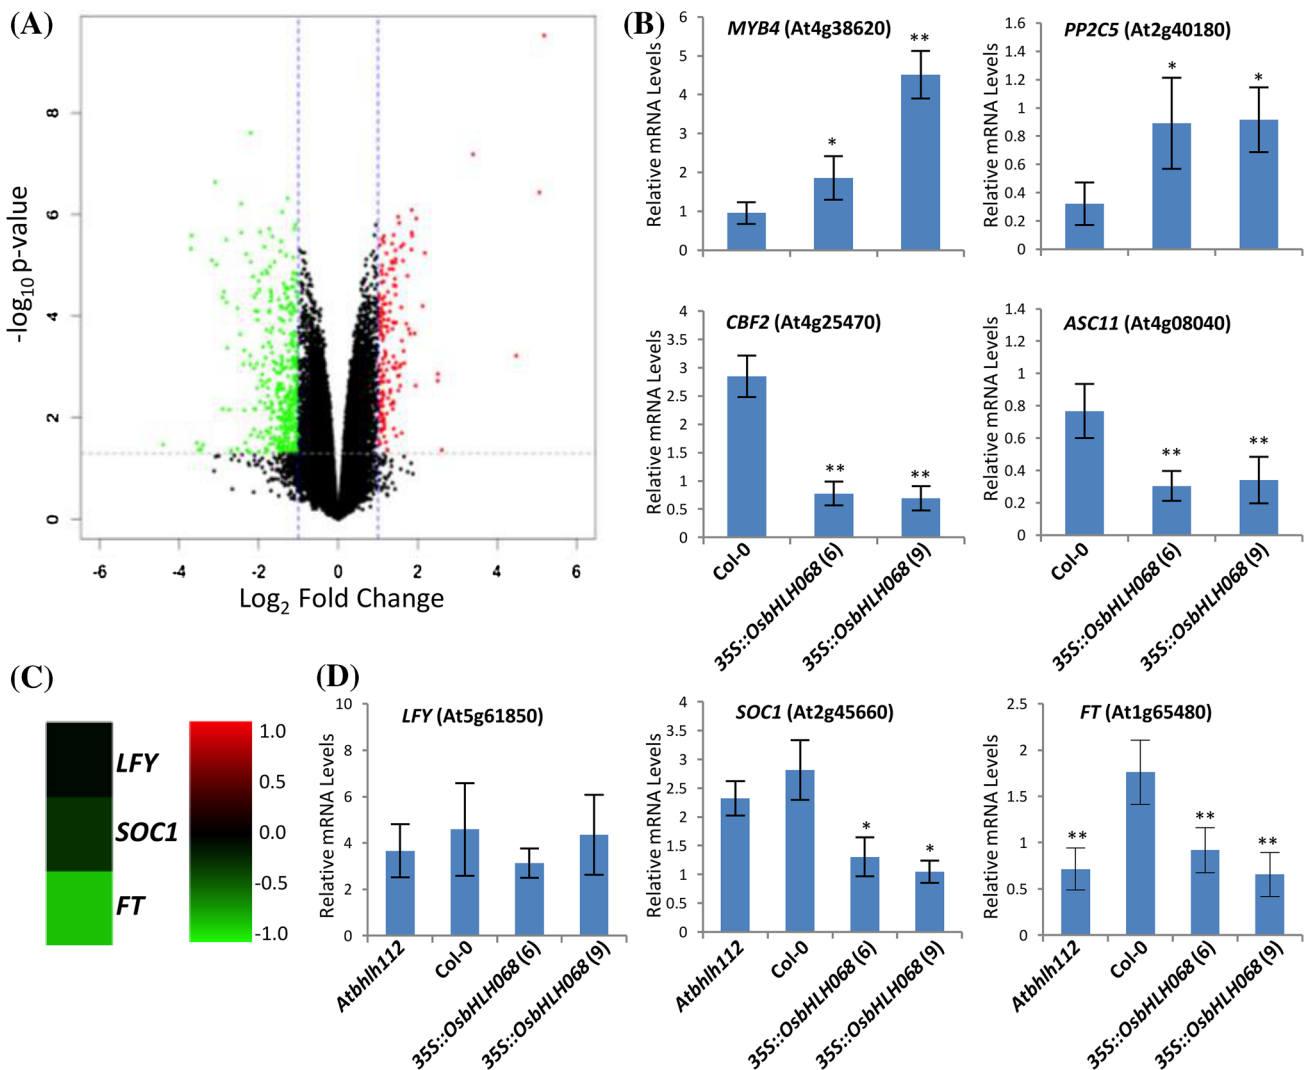 (A)
-log10 p-value
8
6
4
2
0
-6 -4 -2 0 2 4 6
Log2 Fold Change
(B)
MYB4 (At4g38620)
Relative mRNA Levels
6
5
4
3
2
1
0
*
**
PP2C5 (At2g40180)
Relative mRNA Levels
1.6
1.4
1.2
1
0.8
0.6
0.4
0.2
0
*
*
CBF2 (At4g25470)
Relative mRNA Levels
4
3.5
3
2.5
2
1.5
1
0.5
0
**
**
Col-0
35S::OsbHLH068 (6)
35S::OsbHLH068 (9)
ASC11 (At4g08040)
Relative mRNA Levels
1.4
1.2
1
0.8
0.6
0.4
0.2
0
**
**
Col-0
35S::OsbHLH068 (6)
35S::OsbHLH068 (9)
(C)
LFY
SOC1
FT
1.0
0.5
0.0
-0.5
-1.0
(D)
LFY (At5g61850)
Relative mRNA Levels
10
8
6
4
2
0
Atbhlh112
Col-0
35S::OsbHLH068 (6)
35S::OsbHLH068 (9)
SOC1 (At2g45660)
Relative mRNA Levels
4
3.5
3
2.5
2
1.5
1
0.5
0
*
*
Atbhlh112
Col-0
35S::OsbHLH068 (6)
35S::OsbHLH068 (9)
FT (At1g65480)
Relative mRNA Levels
2.5
2
1.5
1
0.5
0
**
**
**
Atbhlh112
Col-0
35S::OsbHLH068 (6)
35S::OsbHLH068 (9)